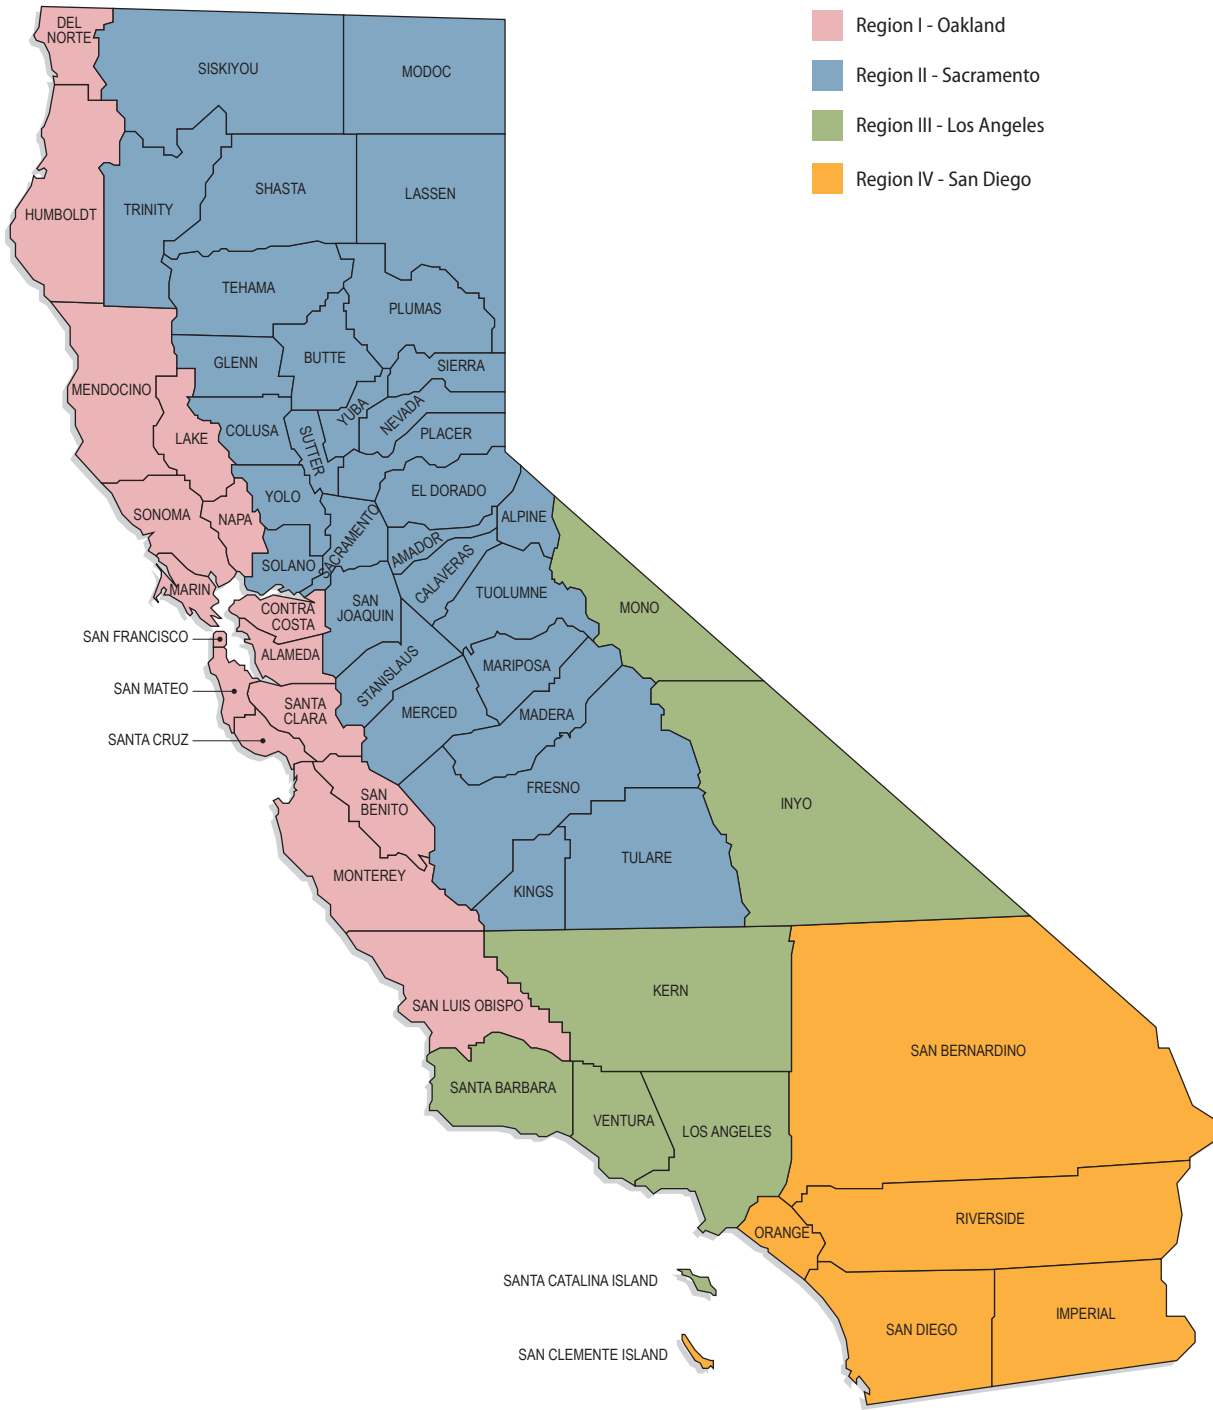 DEL
NORTE
SISKIYOU
MODOC
Region I - Oakland
Region II - Sacramento
Region III - Los Angeles
Region IV - San Diego
HUMBOLDT
TRINITY
SHASTA
LASSEN
TEHAMA
PLUMAS
GLENN
BUTTE
SIERRA
MENDOCINO
LAKE
COLUSA
SUTTER
YUBA
NEVADA
PLACER
SONOMA
NAPA
YOLO
EL DORADO
ALPINE
SOLANO
SACRAMENTO
AMADOR
CALAVERAS
MARIN
CONTRA
COSTA
SAN
JOAQUIN
TUOLUMNE
MONO
SAN FRANCISCO
ALAMEDA
STANISLAUS
MARIPOSA
SAN MATEO
SANTA
CLARA
MERCED
MADERA
SANTA CRUZ
SAN
BENITO
FRESNO
INYO
MONTEREY
KINGS
TULARE
SAN LUIS OBISPO
KERN
SAN BERNARDINO
SANTA BARBARA
VENTURA
LOS ANGELES
ORANGE
RIVERSIDE
SANTA CATALINA ISLAND
SAN DIEGO
IMPERIAL
SAN CLEMENTE ISLAND